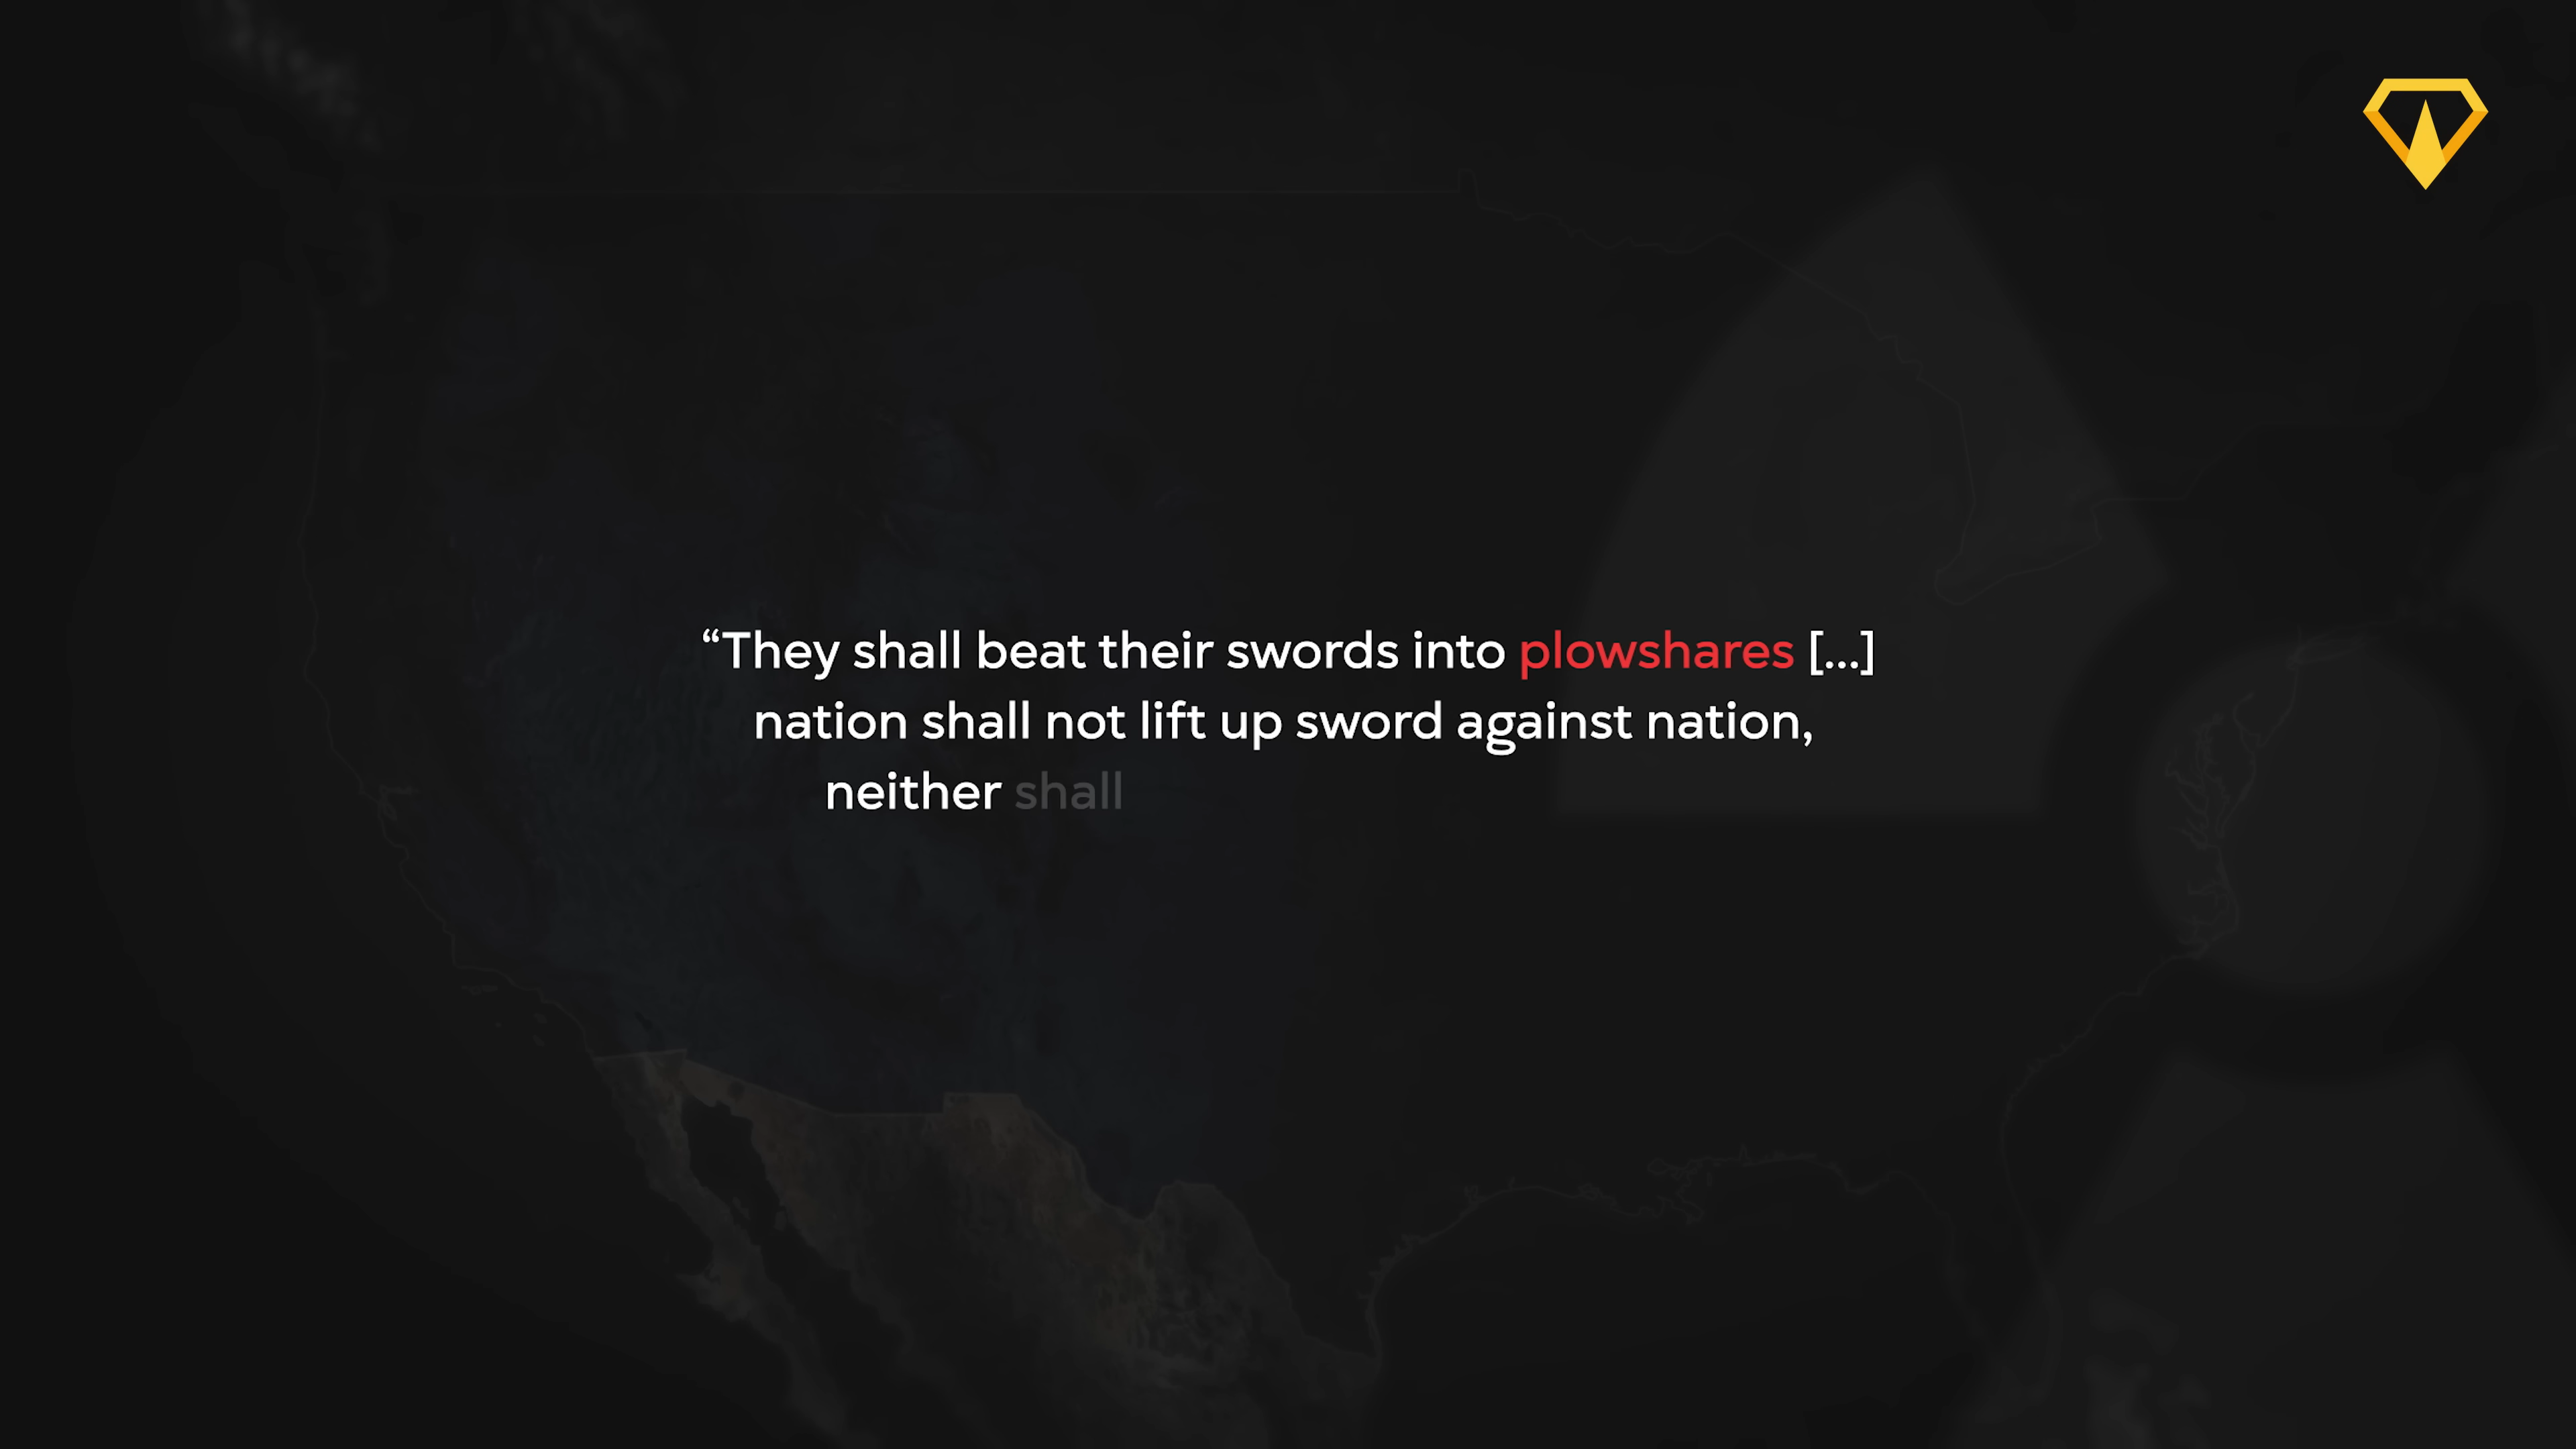 “They shall beat their swords into plowshares [...]
nation shall not lift up sword against nation,
neither shall